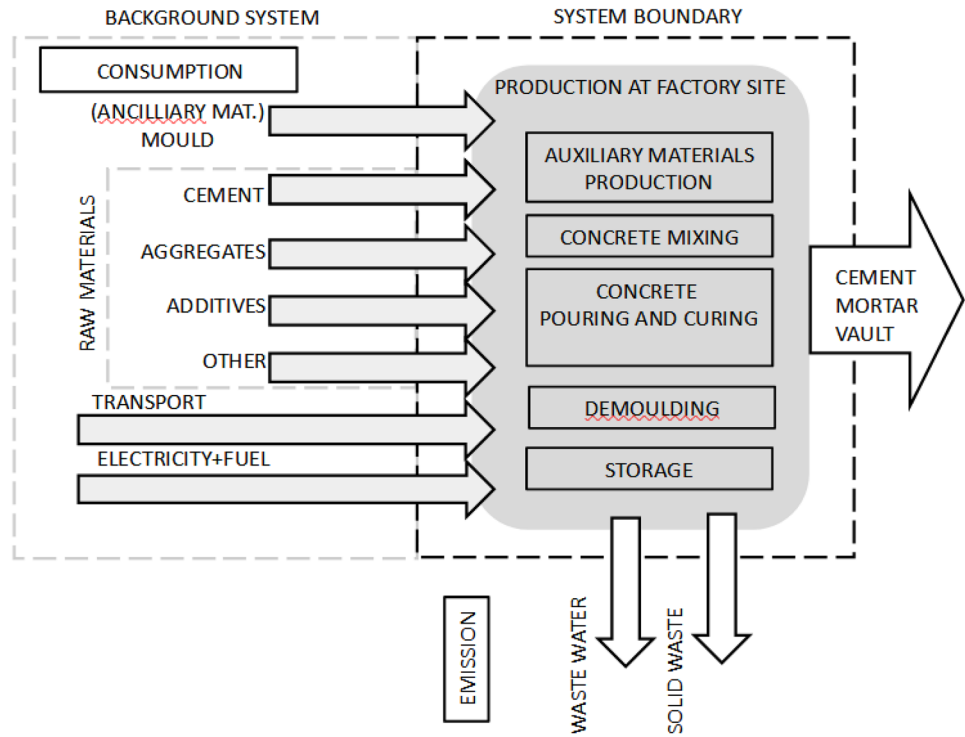 BACKGROUND SYSTEM
SYSTEM BOUNDARY
CONSUMPTION
(ANCILLIARY MAT.)
MOULD
RAW MATERIALS
CEMENT
AGGREGATES
ADDITIVES
OTHER
TRANSPORT
ELECTRICITY+FUEL
PRODUCTION AT FACTORY SITE
AUXILIARY MATERIALS
PRODUCTION
CONCRETE MIXING
CONCRETE
POURING AND CURING
DEMOULDING
STORAGE
CEMENT
MORTAR
VAULT
EMISSION
WASTE WATER
SOLID WASTE